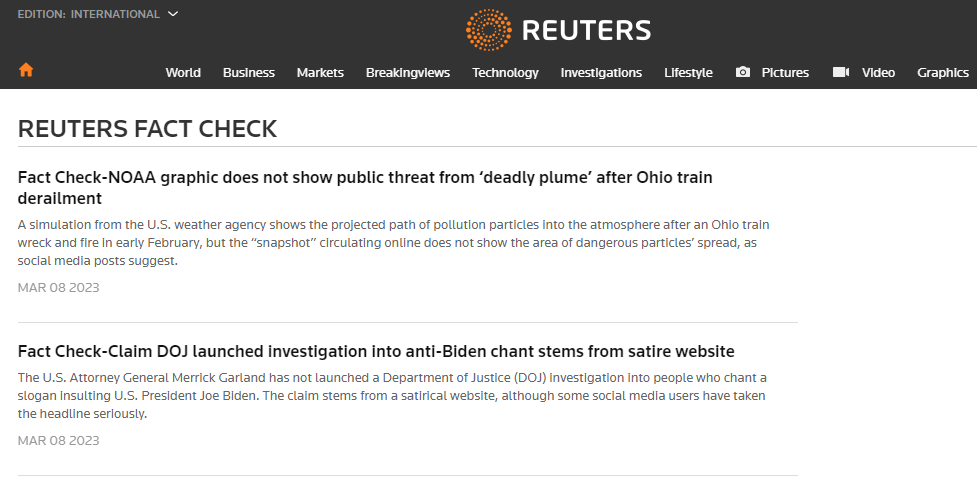 EDITION: INTERNATIONAL
REUTERS
World Business Markets Breakingviews Technology Investigations Lifestyle Pictures Video Graphics
REUTERS FACT CHECK
Fact Check-NOAA graphic does not show public threat from ‘deadly plume’ after Ohio train
derailment
A simulation from the U.S. weather agency shows the projected path of pollution particles into the atmosphere after an Ohio train
wreck and fire in early February, but the “snapshot” circulating online does not show the area of dangerous particles’ spread, as
social media posts suggest.
MAR 08 2023
Fact Check-Claim DOJ launched investigation into anti-Biden chant stems from satire website
The U.S. Attorney General Merrick Garland has not launched a Department of Justice (DOJ) investigation into people who chant a
slogan insulting U.S. President Joe Biden. The claim stems from a satirical website, although some social media users have taken
the headline seriously.
MAR 08 2023